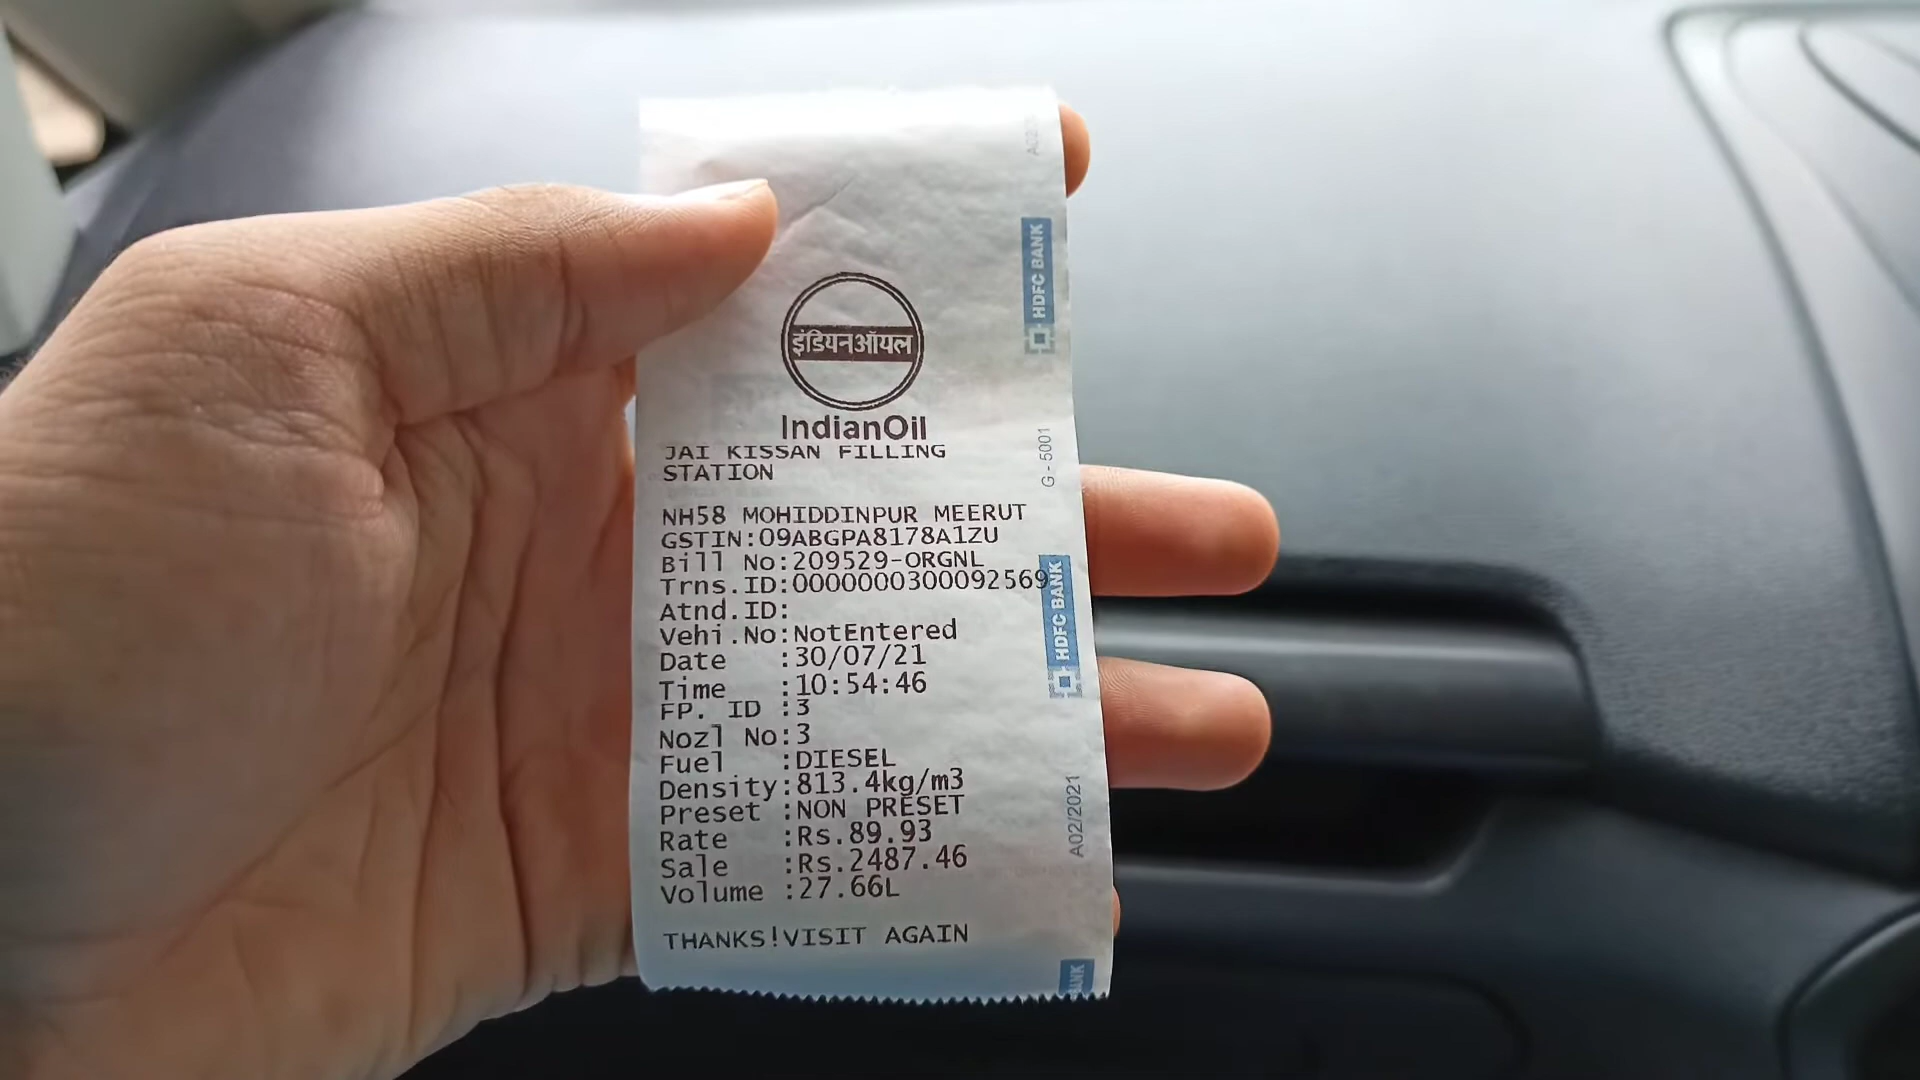 इंडियनऑयल
IndianOil
JAI KISSAN FILLING
STATION
NH58 MOHIDDINPUR MEERUT
GSTIN:09ABGPA8178A1ZU
Bill No:209529-ORGNL
Trns.ID:0000000300092569
Atnd.ID:
Vehi.No:NotEntered
Date :30/07/21
Time :10:54:46
FP. ID :3
Nozl No:3
Fuel :DIESEL
Density:813.4kg/m3
Preset :NON PRESET
Rate :Rs.89.93
Sale :Rs.2487.46
Volume :27.66L
THANKS!VISIT AGAIN
HDFC BANK
G-5001
HDFC BANK
A02/2021
BANK